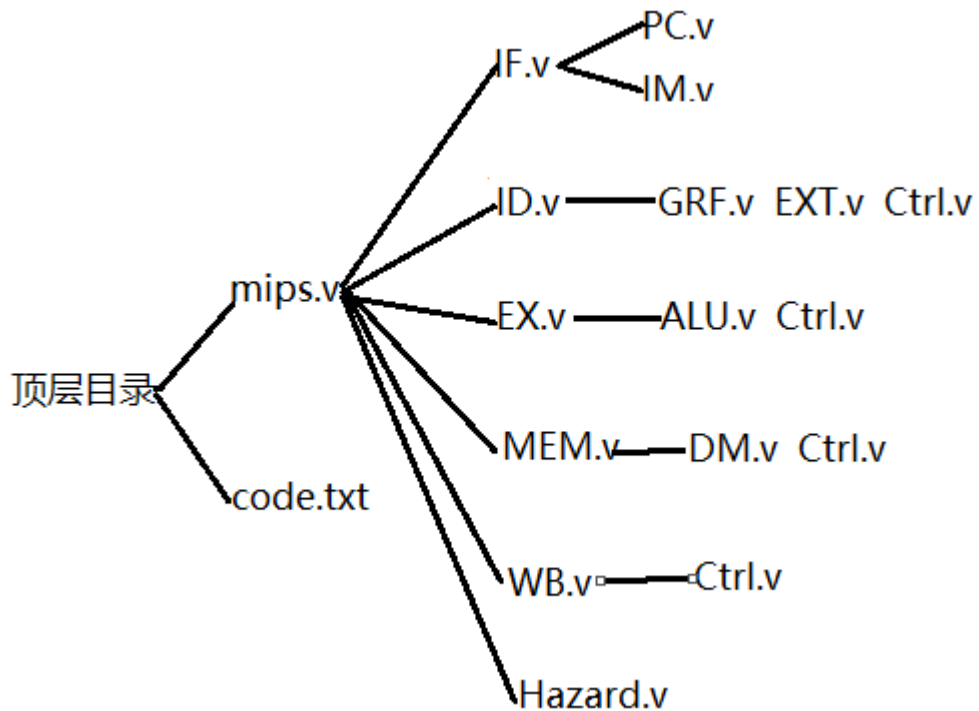 PC.v
IF.v
IM.v
ID.v GRF.v EXT.v Ctrl.v
mips.v
EX.v ALU.v Ctrl.v
顶层目录
MEM.v DM.v Ctrl.v
code.txt
WB.v Ctrl.v
Hazard.v